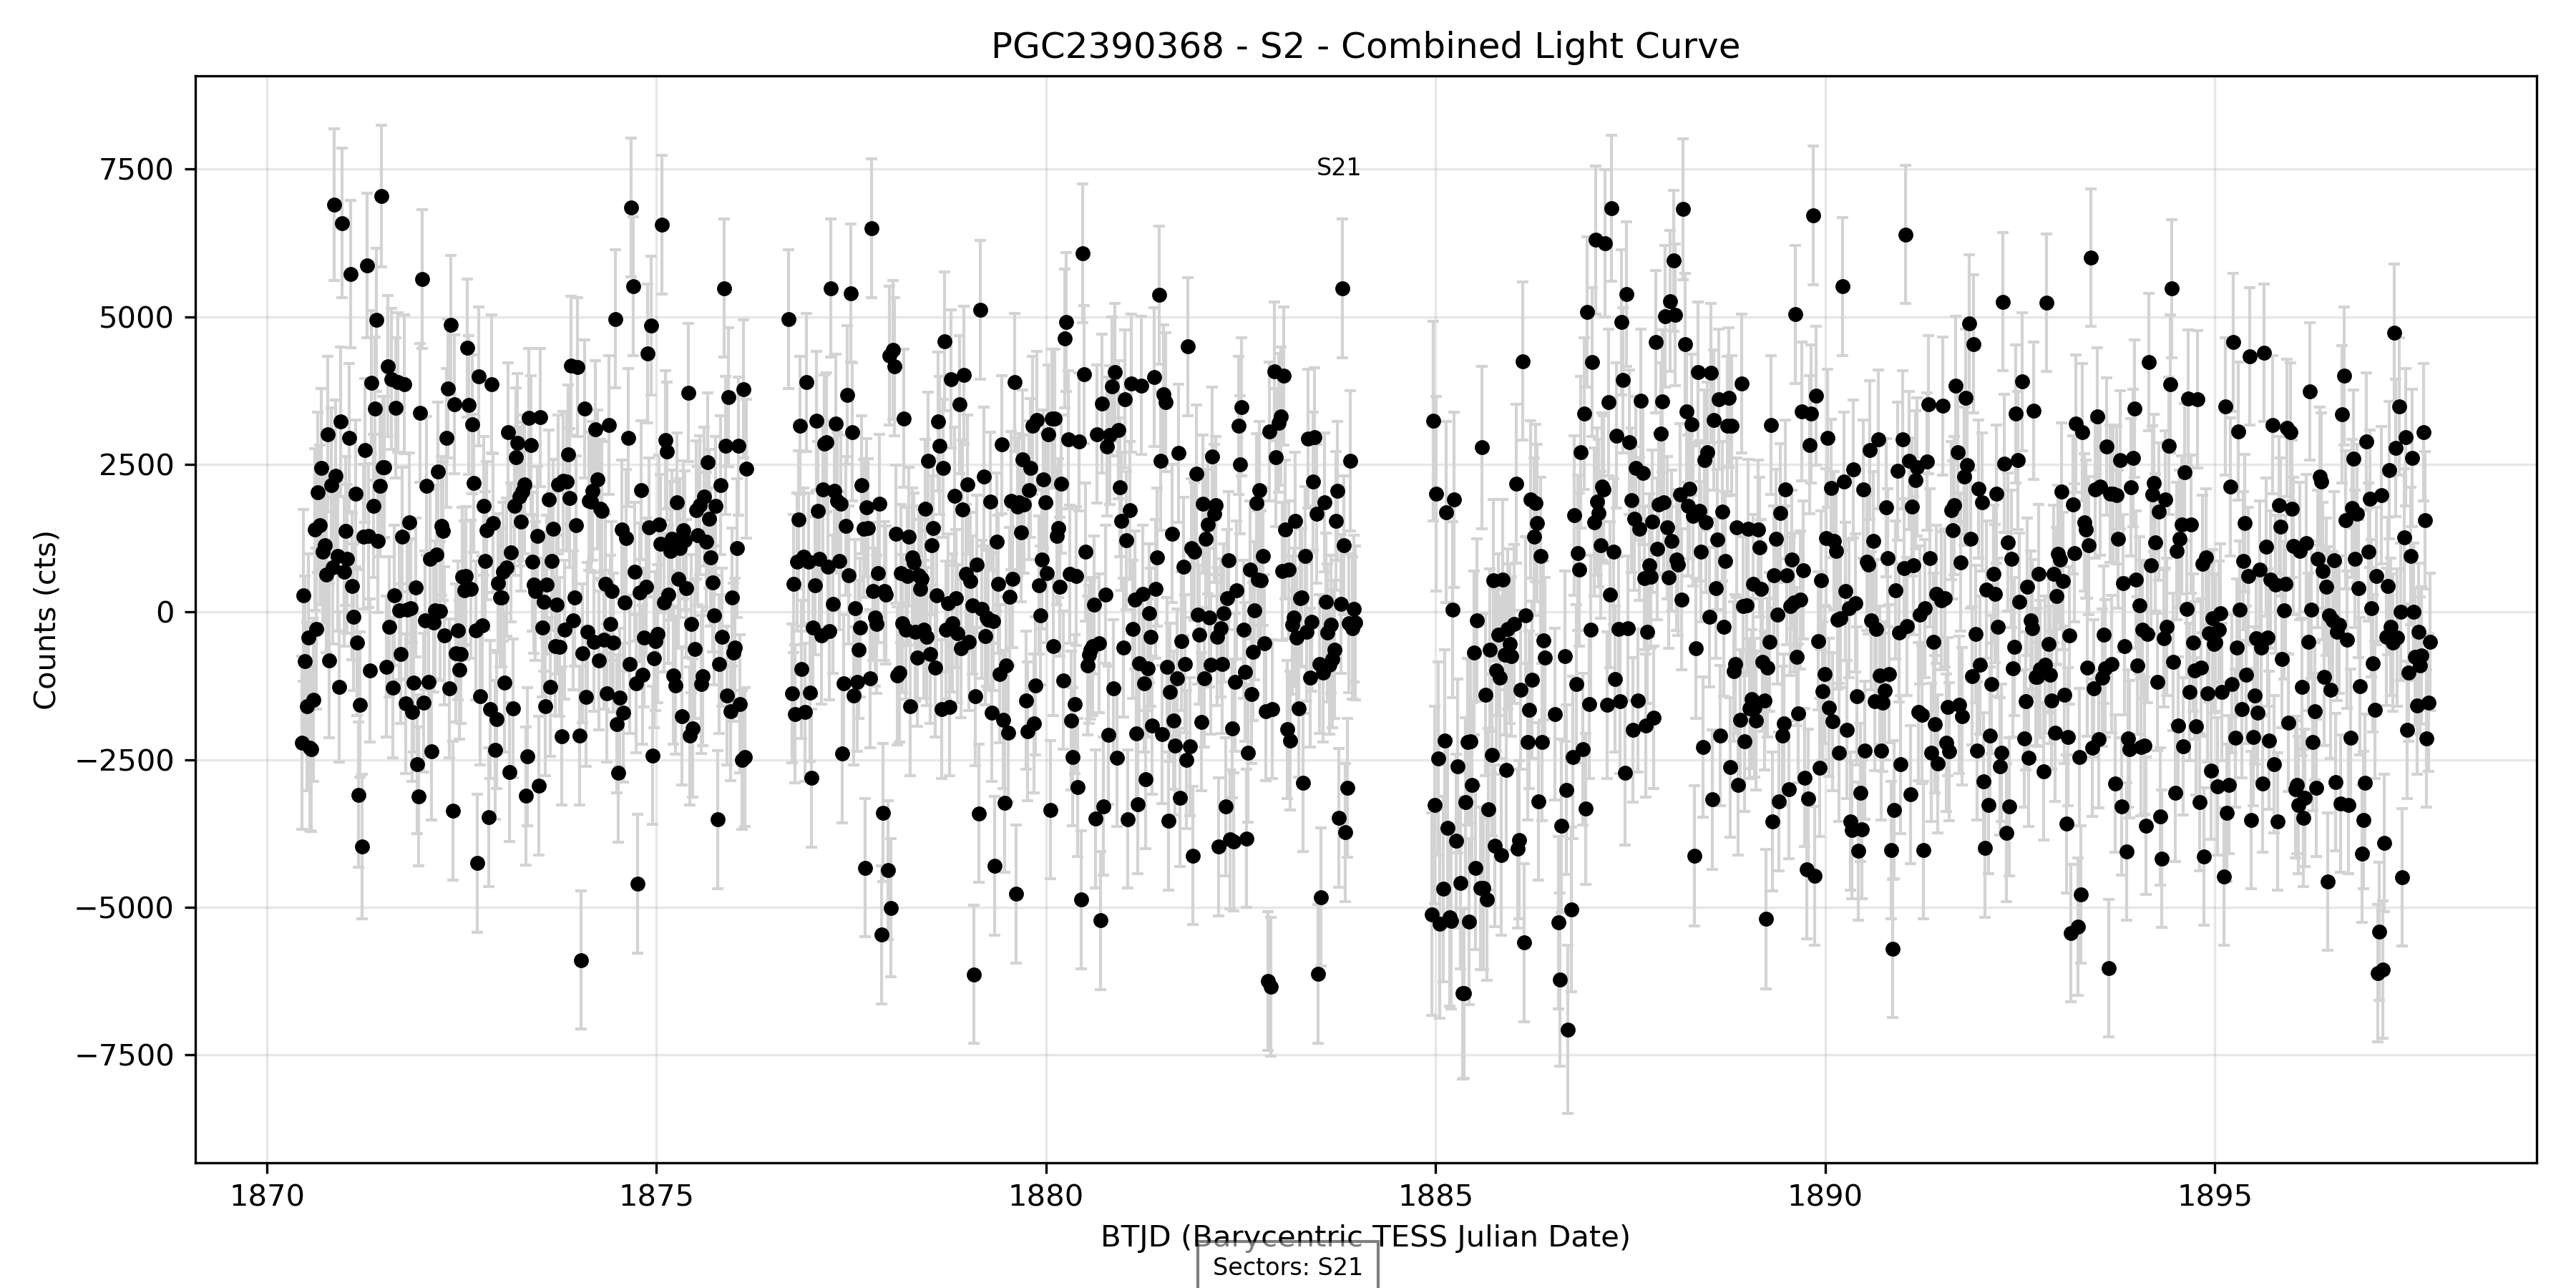 PGC2390368 - S2 - Combined Light Curve
S21
7500
5000
2500
0
−2500
−5000
−7500
Counts (cts)
1870 1875 1880 1885 1890 1895
BTJD (Barycentric TESS Julian Date)
Sectors: S21